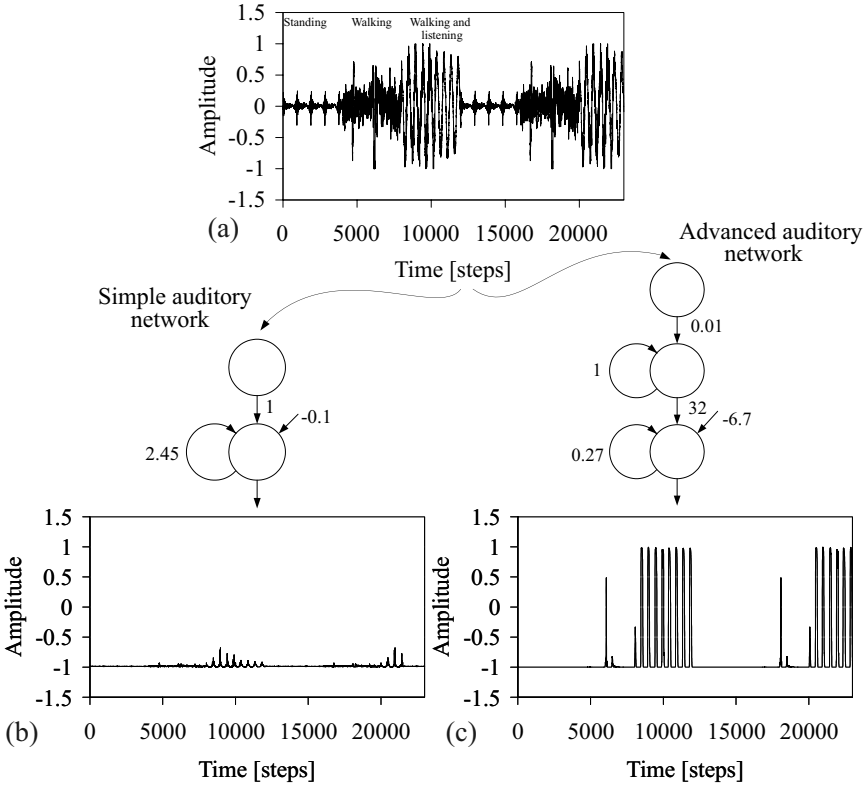 1.5
Standing Walking Walking and
listening
1
0.5
0
-0.5
-1
-1.5
Amplitude
(a)
0 5000 10000 15000 20000
Time [steps]
Simple auditory
network
1
-0.1
2.45
Advanced auditory
network
0.01
1
32
-6.7
0.27
1.5
1
0.5
0
-0.5
-1
-1.5
Amplitude
(b)
0 5000 10000 15000 20000
Time [steps]
1.5
1
0.5
0
-0.5
-1
-1.5
Amplitude
(c)
0 5000 10000 15000 20000
Time [steps]